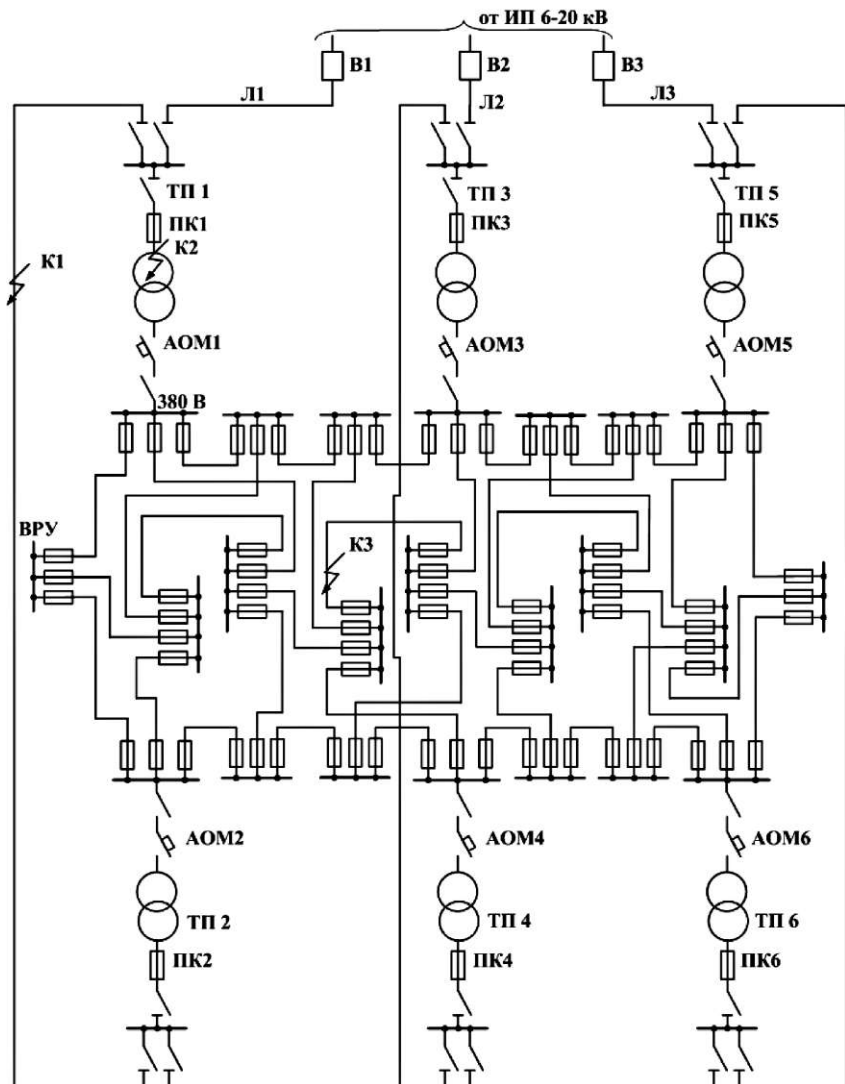 от ИП 6-20 кВ
В1
В2
В3
Л1
Л2
Л3
ТП 1
ТП 3
ТП 5
ПК1
ПК3
ПК5
К2
К1
АОМ1
АОМ3
АОМ5
380 В
ВРУ
К3
АОМ2
АОМ4
АОМ6
ТП 2
ТП 4
ТП 6
ПК2
ПК4
ПК6